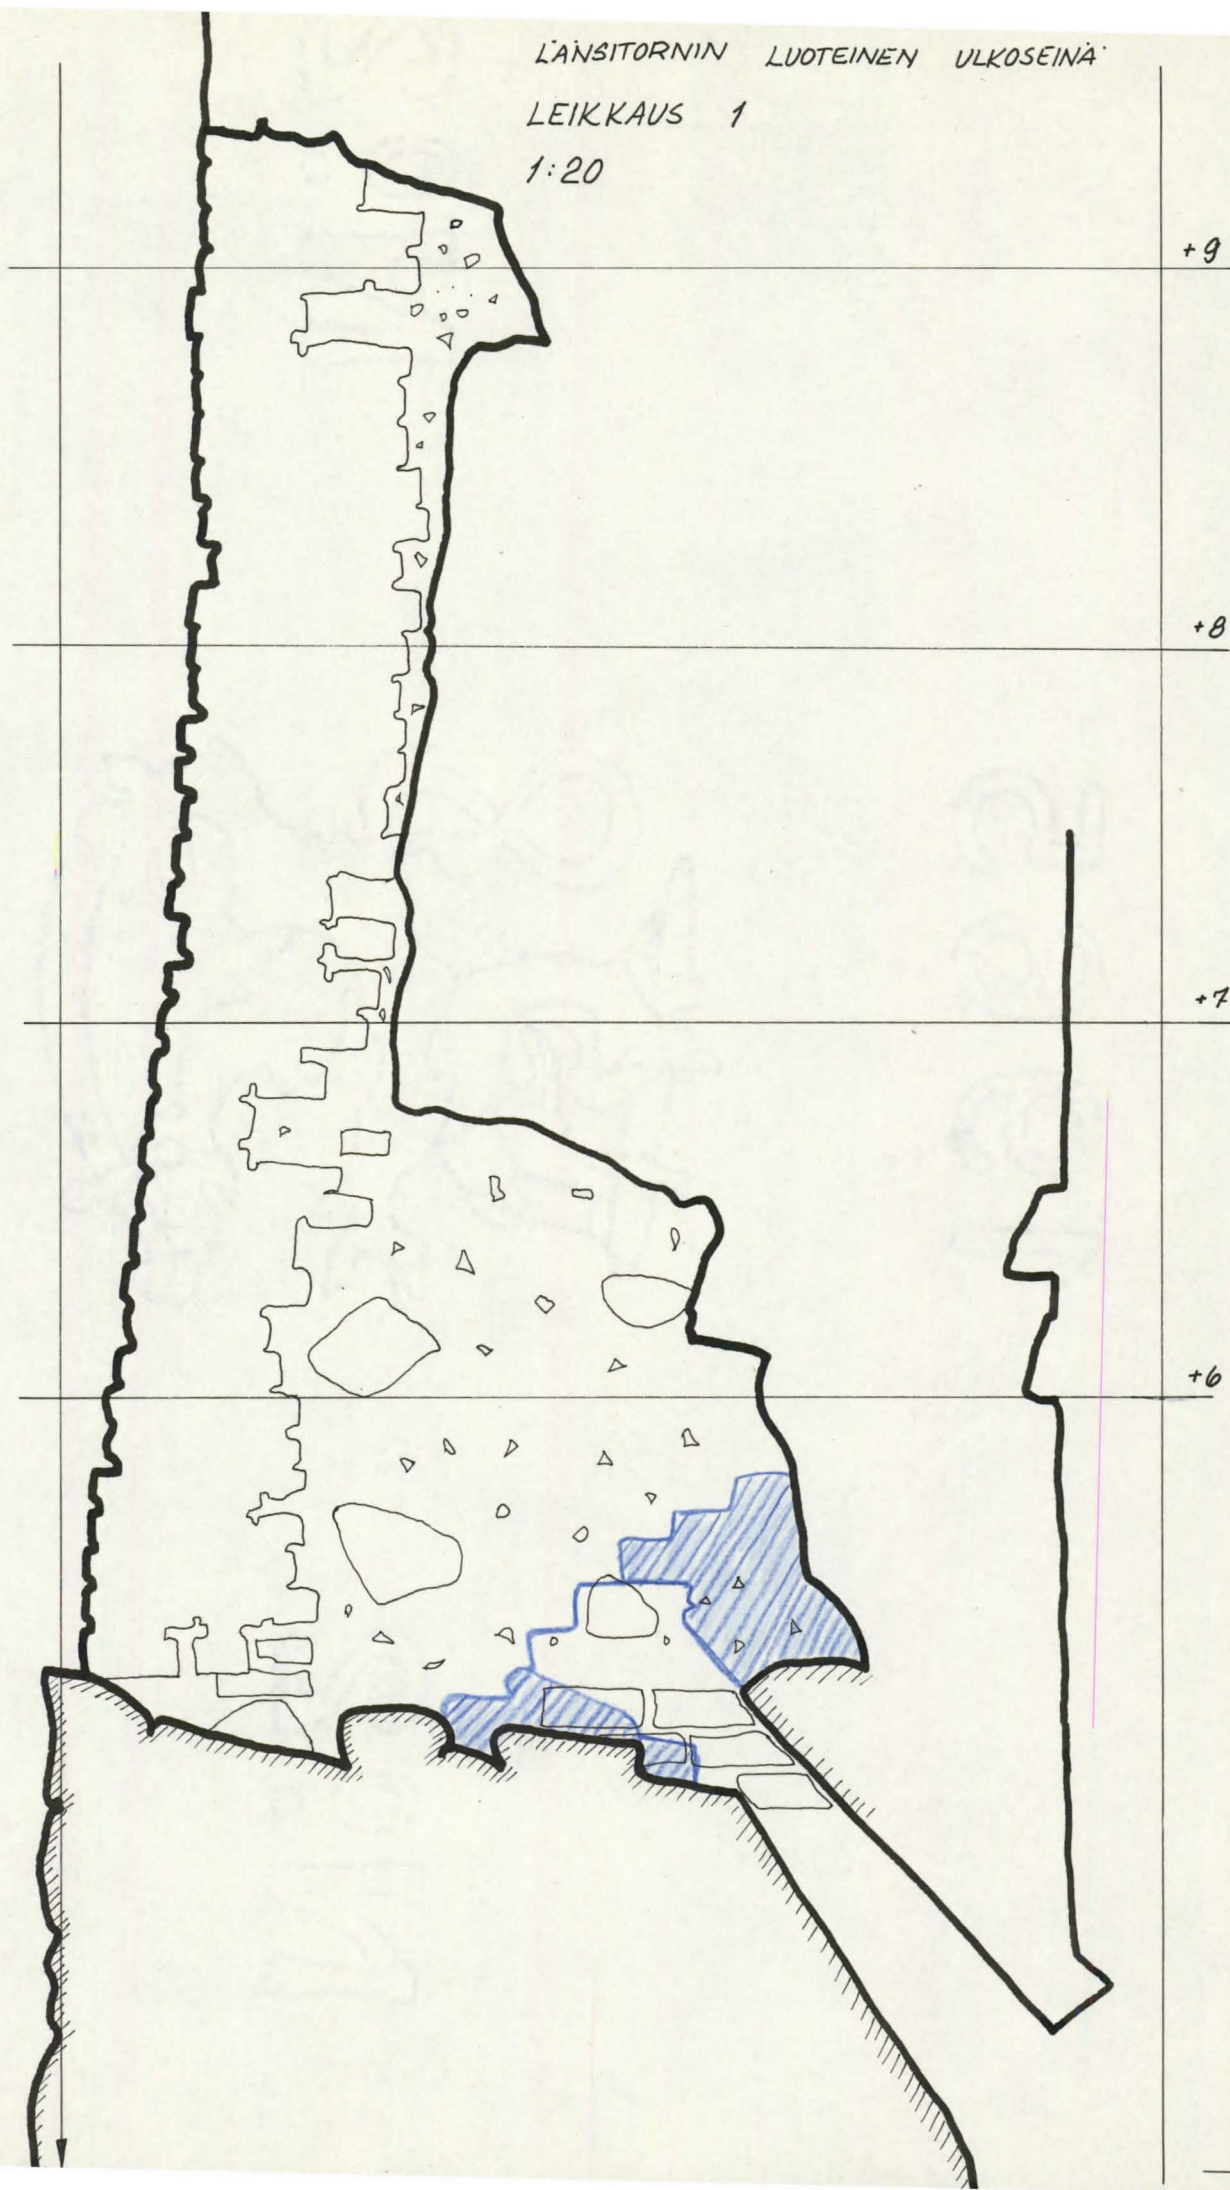 LÄNSITORNIN LUOTEINEN ULKOSEINÄ
LEIKKAUS 1
1:20
+9
+8
+7
+6